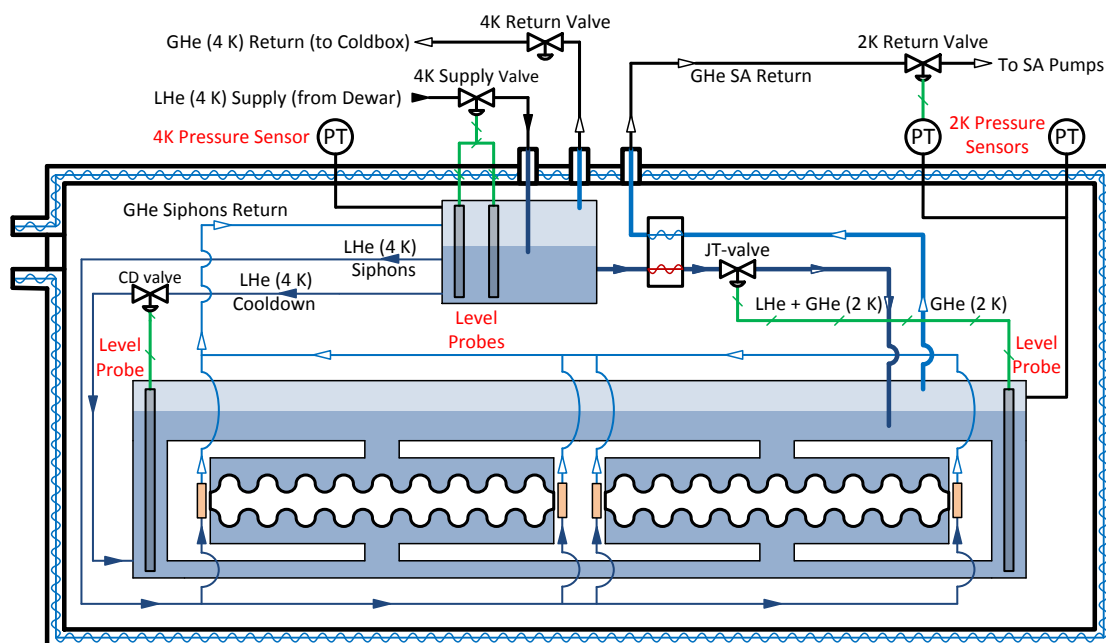 4K Return Valve
GHe (4 K) Return (to Coldbox)
2K Return Valve
GHe SA Return
To SA Pumps
4K Supply Valve
LHe (4 K) Supply (from Dewar)
4K Pressure Sensor
PT
PT
2K Pressure
Sensors
PT
GHe Siphons Return
LHe (4 K)
Siphons
JT-valve
CD valve
LHe (4 K)
Cooldown
LHe + GHe (2 K)
GHe (2 K)
Level
Probes
Level
Probe
Level
Probe